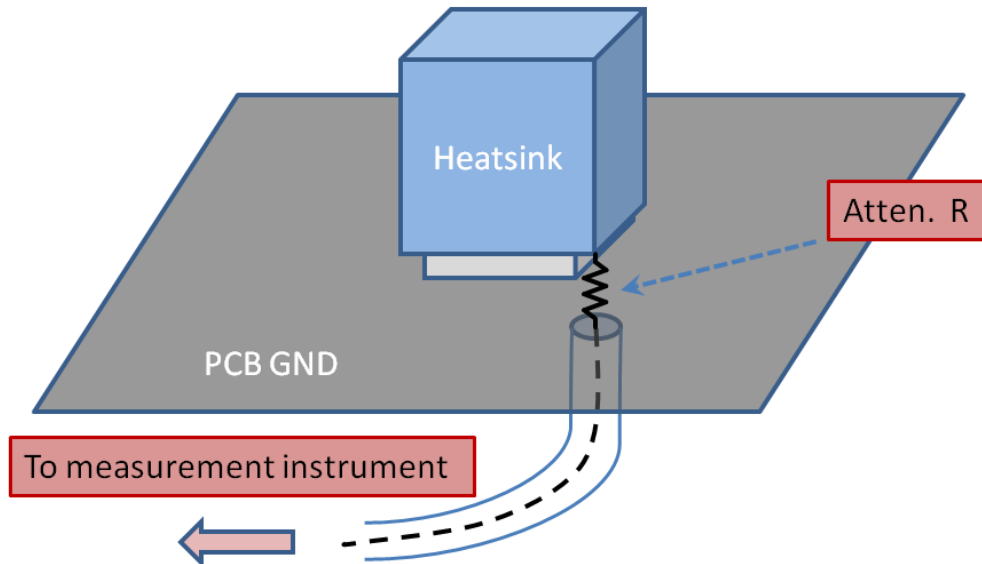 Heatsink
Atten. R
PCB GND
To measurement instrument